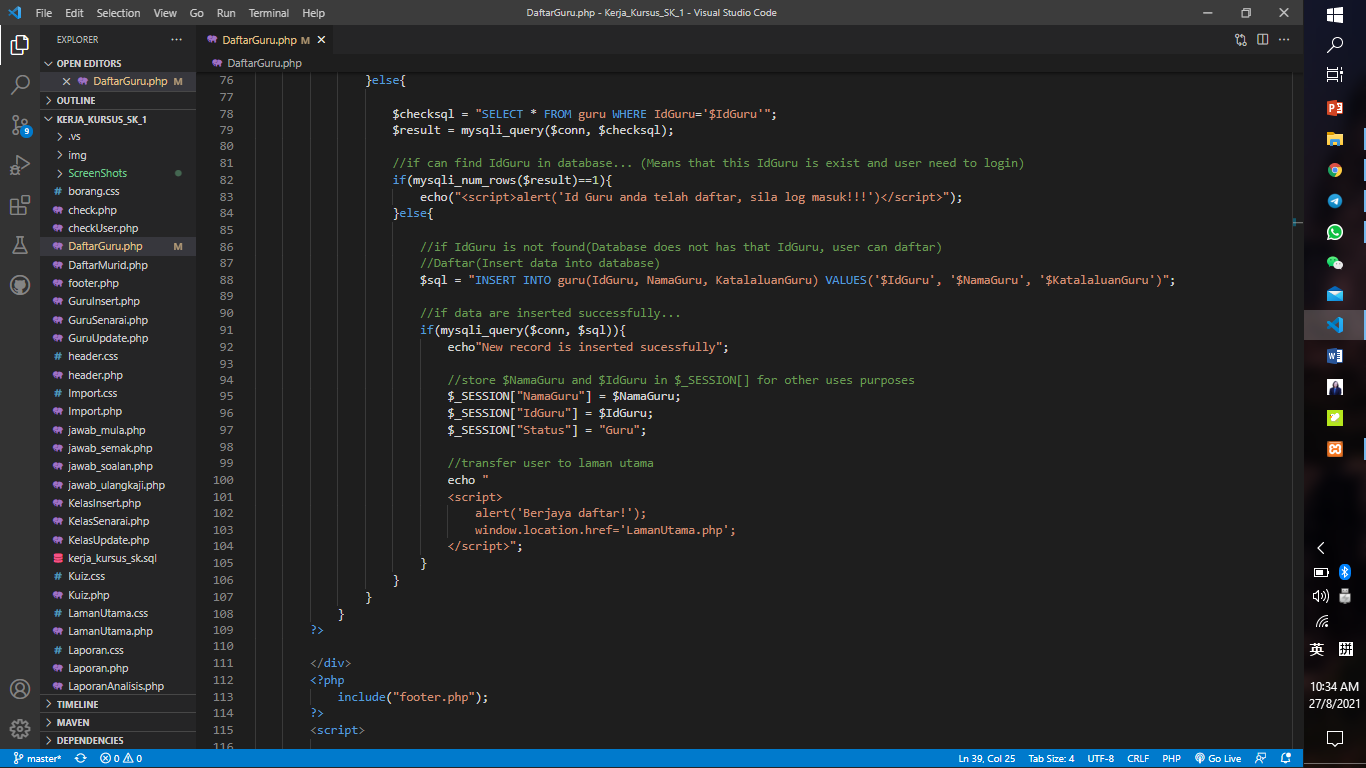 File Edit Selection View Go Run Terminal Help
DaftarGuru.php - Kerja_Kursus_SK_1 - Visual Studio Code
EXPLORER
OPEN EDITORS
DaftarGuru.php M
OUTLINE
KERJA_KURSUS_SK_1
.vs
img
ScreenShots
borang.css
check.php
checkUser.php
DaftarGuru.php M
DaftarMurid.php
footer.php
GuruInsert.php
GuruSenarai.php
GuruUpdate.php
header.css
header.php
Import.css
Import.php
jawab_mula.php
jawab_semak.php
jawab_soalan.php
jawab_ulangkaji.php
KelasInsert.php
KelasSenarai.php
KelasUpdate.php
kerja_kursus_sk.sql
Kuiz.css
Kuiz.php
LamanUtama.css
LamanUtama.php
Laporan.css
Laporan.php
LaporanAnalisis.php
TIMELINE
MAVEN
DEPENDENCIES
9
DaftarGuru.php M
DaftarGuru.php
76 }else{
77
78 $checksql = "SELECT * FROM guru WHERE IdGuru='$IdGuru'";
79 $result = mysqli_query($conn, $checksql);
80
81 //if can find IdGuru in database... (Means that this IdGuru is exist and user need to login)
82 if(mysqli_num_rows($result)==1){
83 echo("<script>alert('Id Guru anda telah daftar, sila log masuk!!!')</script>");
84 }else{
85
86 //if IdGuru is not found(Database does not has that IdGuru, user can daftar)
87 //Daftar(Insert data into database)
88 $sql = "INSERT INTO guru(IdGuru, NamaGuru, KatalaluanGuru) VALUES('$IdGuru', '$NamaGuru', '$KatalaluanGuru')";
89
90 //if data are inserted successfully...
91 if(mysqli_query($conn, $sql)){
92 echo"New record is inserted sucessfully";
93
94 //store $NamaGuru and $IdGuru in $_SESSION[] for other uses purposes
95 $_SESSION["NamaGuru"] = $NamaGuru;
96 $_SESSION["IdGuru"] = $IdGuru;
97 $_SESSION["Status"] = "Guru";
98
99 //transfer user to laman utama
100 echo "
101 <script>
102 alert('Berjaya daftar!');
103 window.location.href='LamanUtama.php';
104 </script>";
105 }
106 }
107 }
108 }
109 ?>
110
111 </div>
112 <?php
113 include("footer.php");
114 ?>
115 <script>
116
master* 0 0
Ln 39, Col 25 Tab Size: 4 UTF-8 CRLF PHP Go Live
英 拼
10:34 AM
27/8/2021